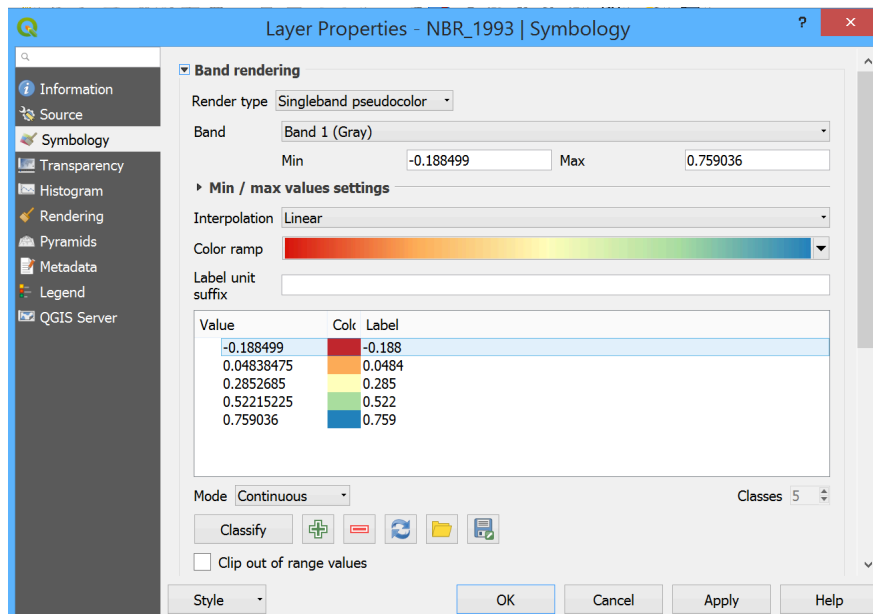 Layer Properties - NBR_1993 | Symbology
?
×
Information
Source
Symbology
Transparency
Histogram
Rendering
Pyramids
Metadata
Legend
QGIS Server
Band rendering
Render type Singleband pseudocolor
Band Band 1 (Gray)
Min -0.188499 Max 0.759036
Min / max values settings
Interpolation Linear
Color ramp
Label unit
suffix
Value Colc Label
-0.188499 -0.188
0.04838475 0.0484
0.2852685 0.285
0.52215225 0.522
0.759036 0.759
Mode Continuous Classes 5
Classify
Clip out of range values
Style OK Cancel Apply Help